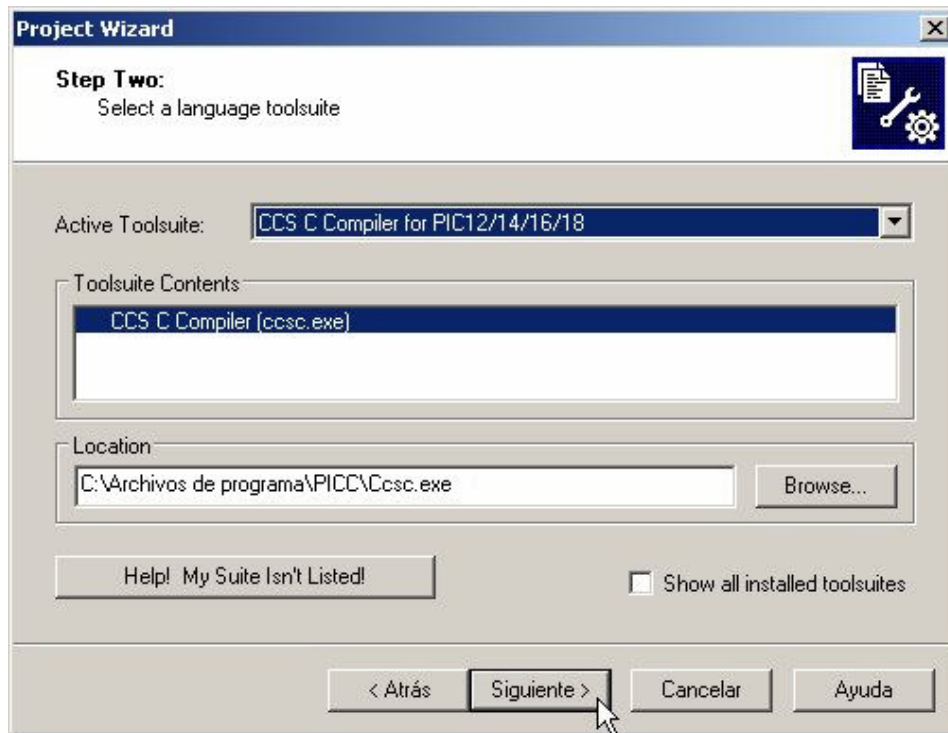 Project Wizard
Step Two:
Select a language toolsuite
Active Toolsuite: CCS C Compiler for PIC12/14/16/18
Toolsuite Contents
CCS C Compiler (ccsc.exe)
Location
C:\Archivos de programa\PICC\Ccsc.exe Browse...
Help! My Suite Isn't Listed! Show all installed toolsuites
< Atrás Siguiente > Cancelar Ayuda